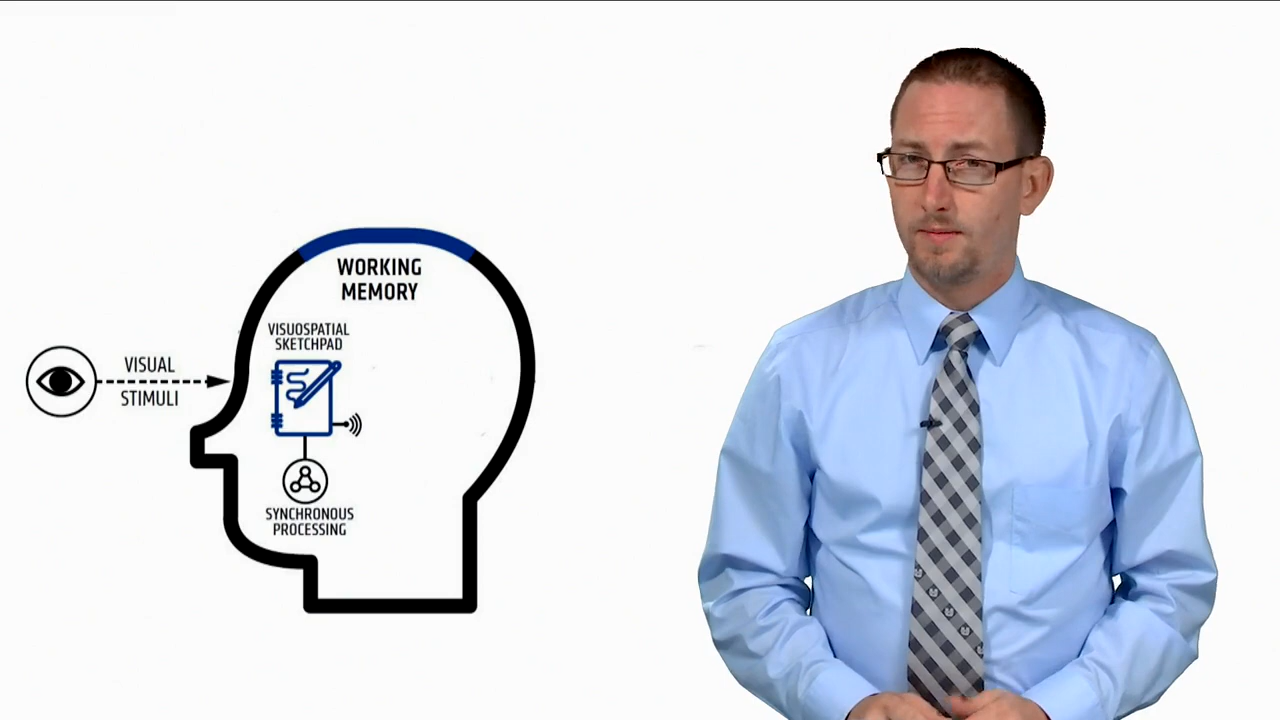 WORKING
MEMORY
VISUOSPATIAL
SKETCHPAD
VISUAL
STIMULI
SYNCHRONOUS
PROCESSING